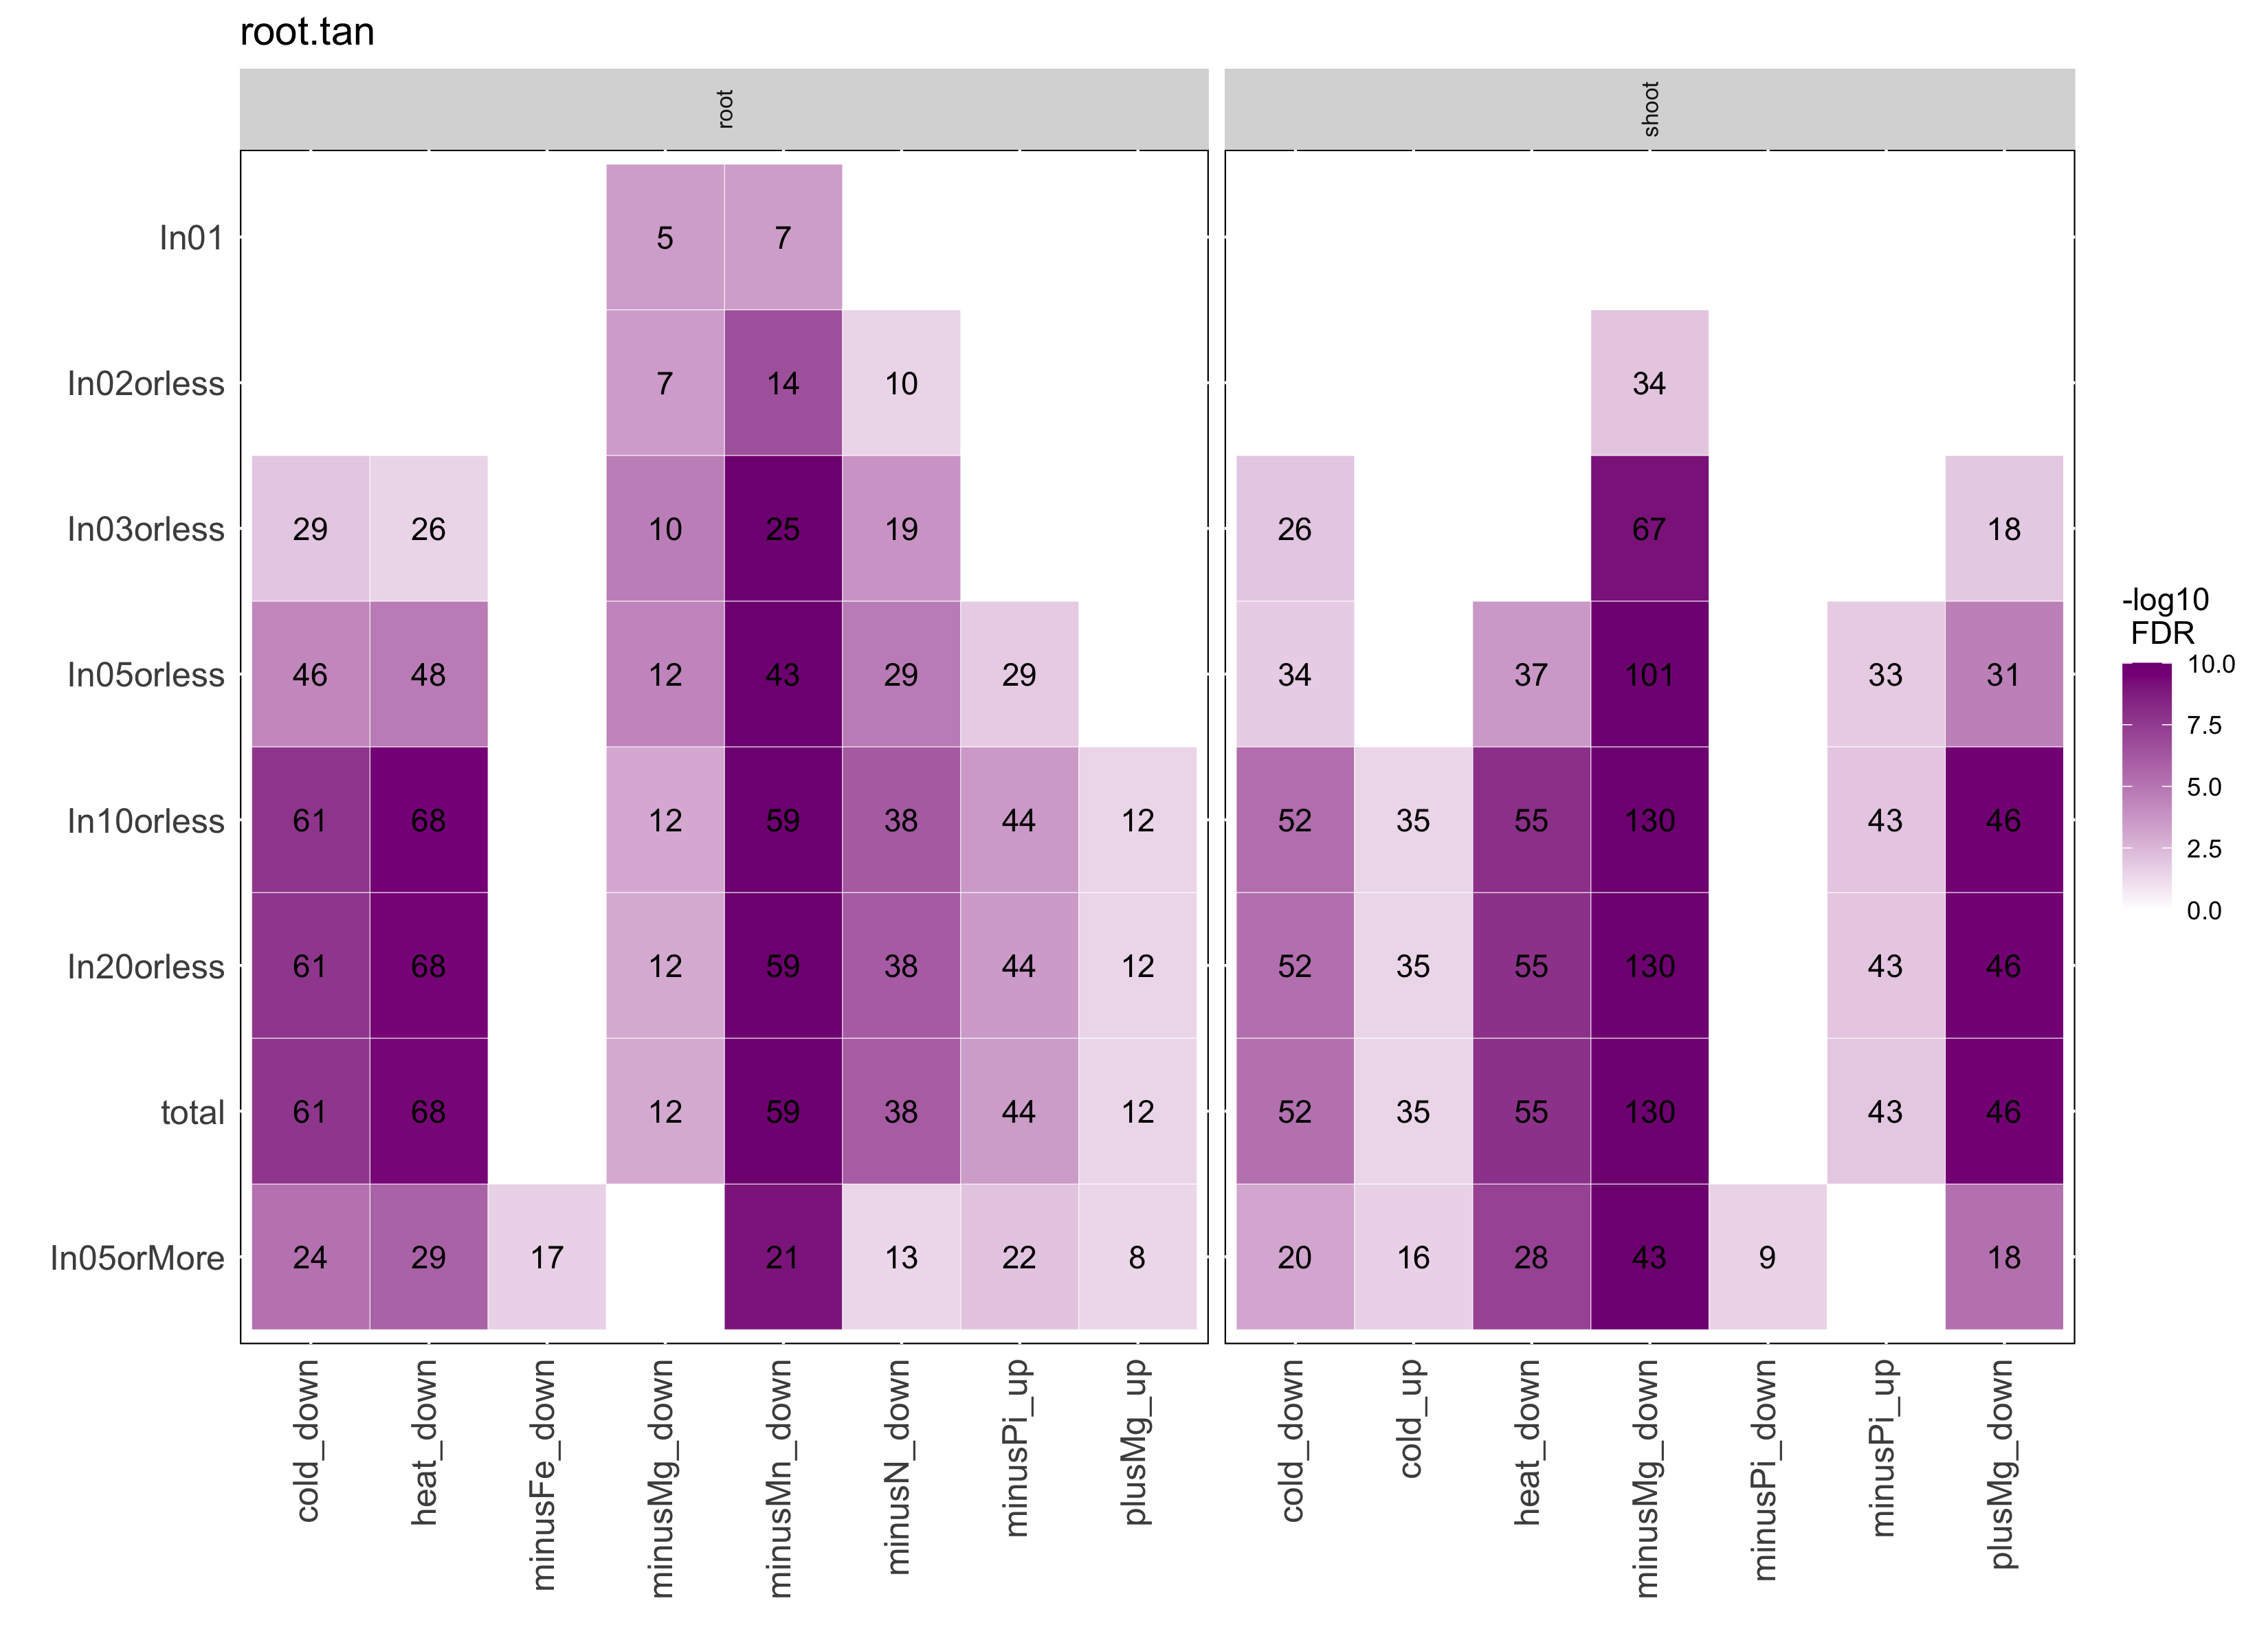 root.tan
root shoot
In01 5 7
In02orless 7 14 10 34
In03orless 29 26 10 25 19 26 67 18
In05orless 46 48 12 43 29 29 34 37 101 33 31
In10orless 61 68 12 59 38 44 12 52 35 55 130 43 46
In20orless 61 68 12 59 38 44 12 52 35 55 130 43 46
total 61 68 12 59 38 44 12 52 35 55 130 43 46
In05orMore 24 29 17 21 13 22 8 20 16 28 43 9 18
cold_down heat_down minusFe_down minusMg_down minusMn_down minusN_down minusPi_up plusMg_up cold_down cold_up heat_down minusMg_down minusPi_down minusPi_up plusMg_down
-log10
FDR
10.0
7.5
5.0
2.5
0.0